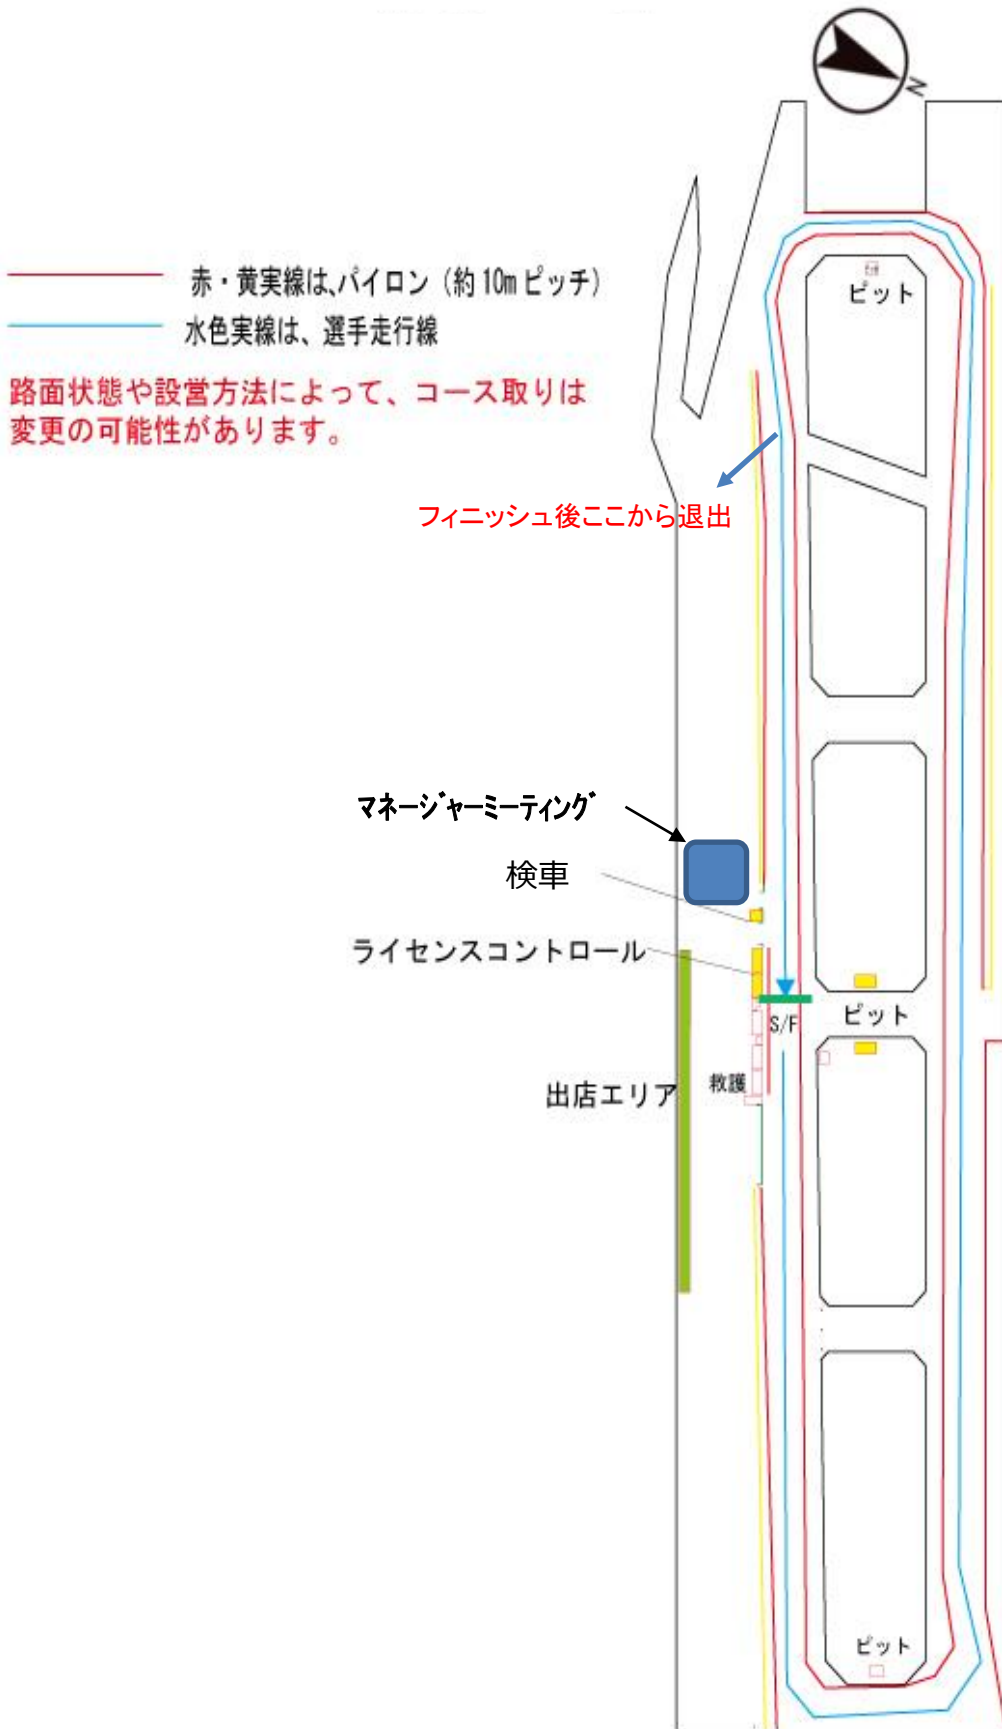 N
赤・黄実線は、パイロン（約10mピッチ）
水色実線は、選手走行線
路面状態や設営方法によって、コース取りは
変更の可能性があります。
ピット
フィニッシュ後ここから退出
マネージャーミーティング
検車
ライセンスコントロール
S/F
ピット
救護
出店エリア
ピット